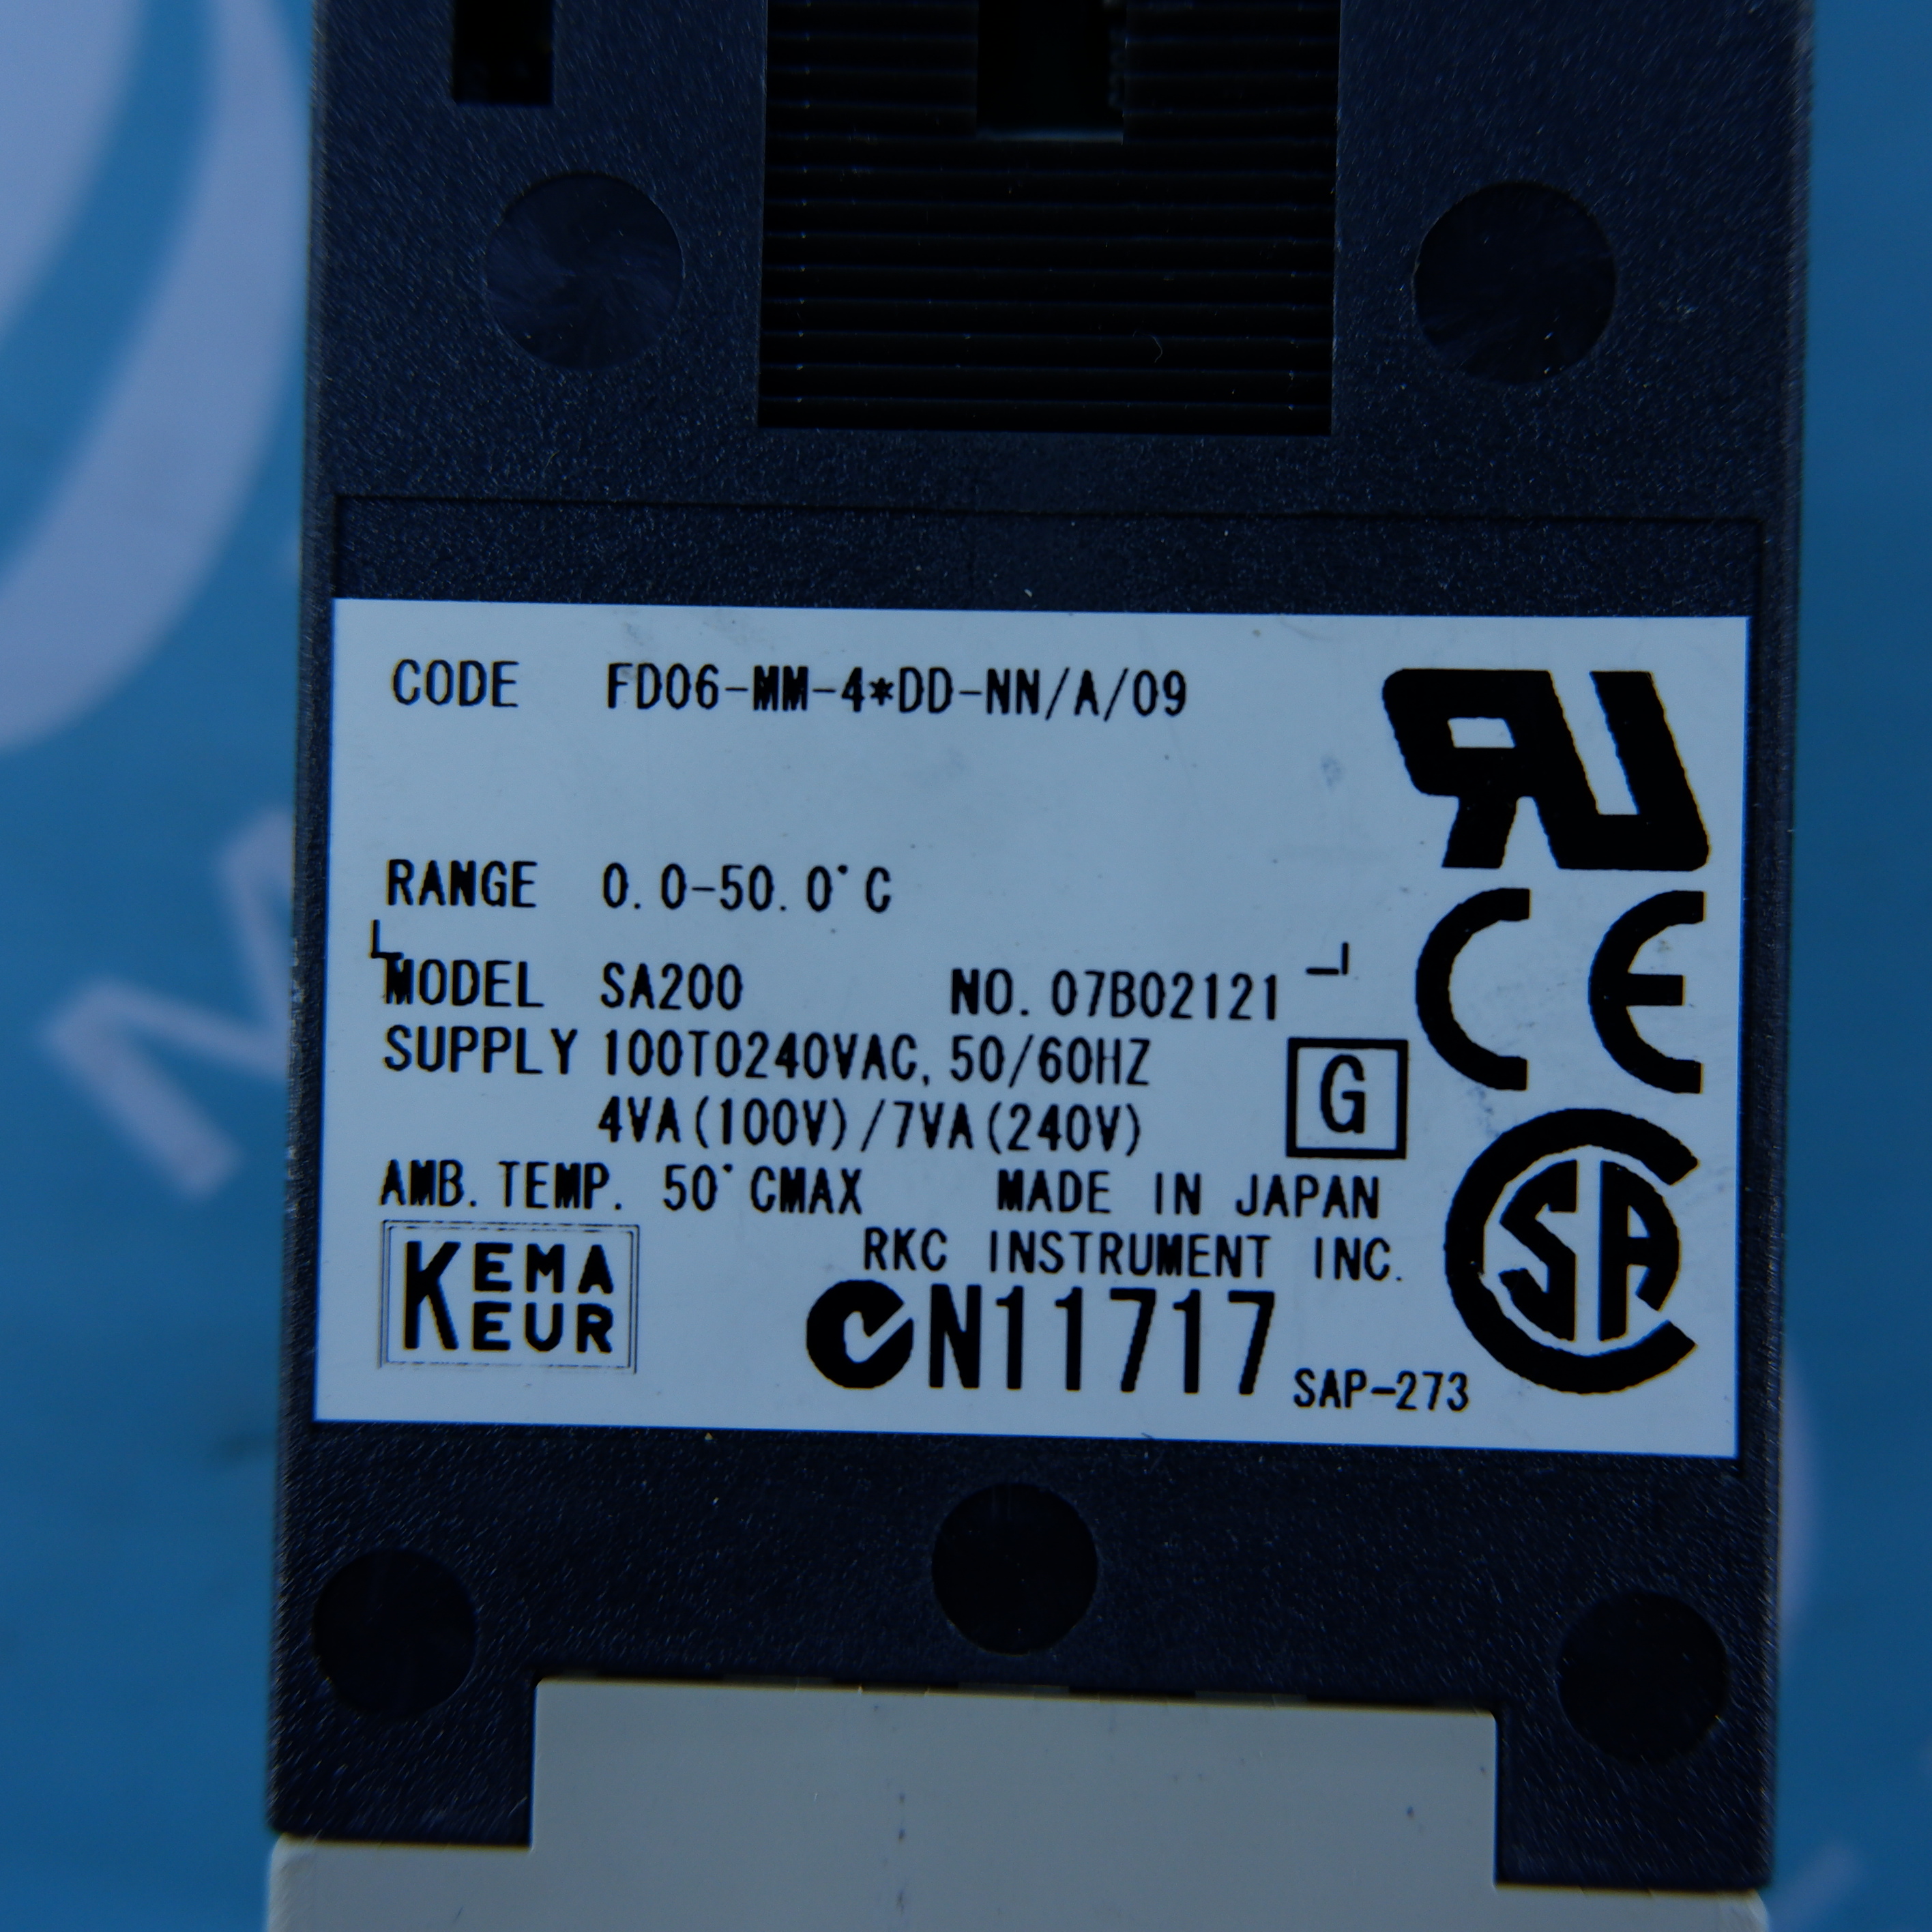 CODE FD06-MM-4*DD-NN/A/09
RANGE 0.0-50.0°C
MODEL SA200 NO. 07B02121
SUPPLY 100TO240VAC, 50/60HZ
4VA(100V)/7VA(240V)
G
AMB. TEMP. 50°CMAX MADE IN JAPAN
RKC INSTRUMENT INC.
KEMA
EUR
N11717
SAP-273
CE
SA